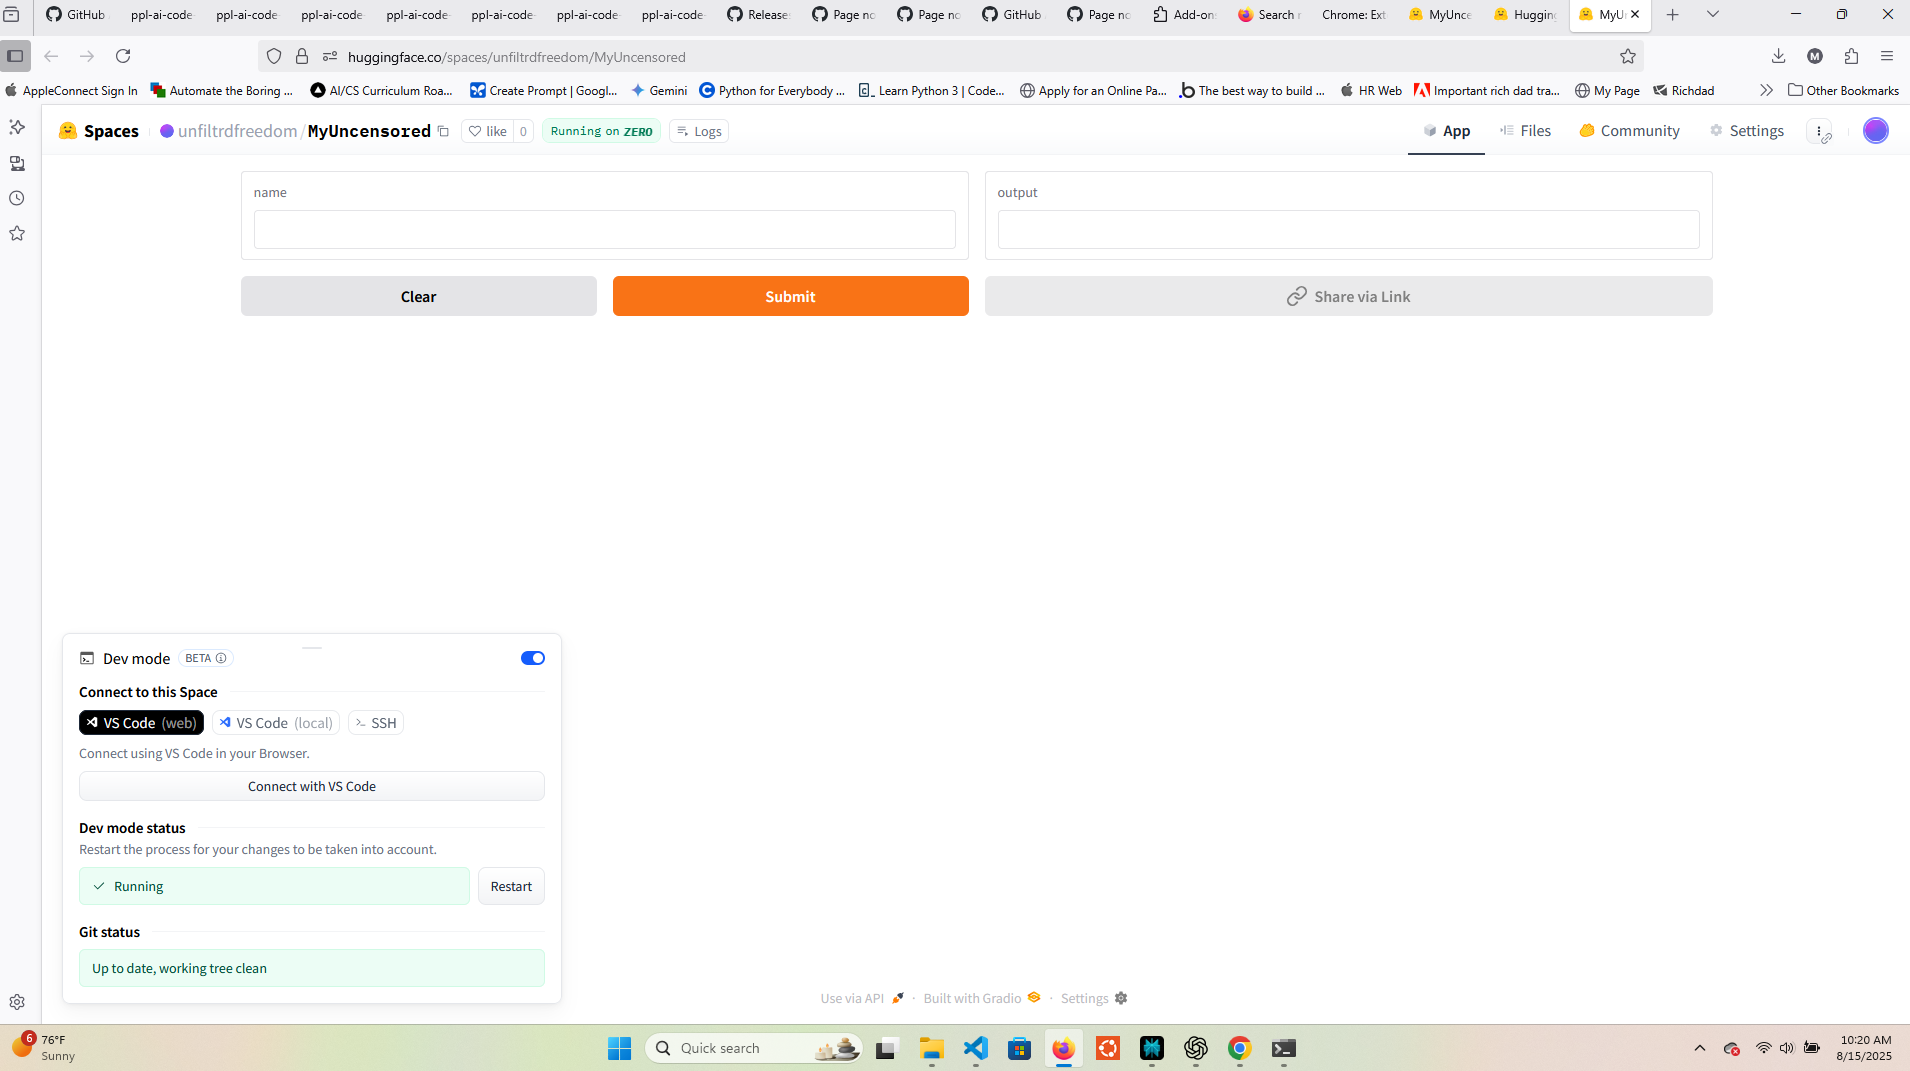 GitHub
ppl-ai-code-
ppl-ai-code-
ppl-ai-code-
ppl-ai-code-
ppl-ai-code-
ppl-ai-code-
ppl-ai-code-
Releases
Page no
Page no
GitHub
Page no
Add-on
Search r
Chrome: Ext
MyUnce
Hugging
MyU
huggingface.co/spaces/unfiltrdfreedom/MyUncensored
AppleConnect Sign In
Automate the Boring ...
AI/CS Curriculum Roa...
Create Prompt | Googl...
Gemini
Python for Everybody ...
Learn Python 3 | Code...
Apply for an Online Pa...
The best way to build ...
HR Web
Important rich dad tra...
My Page
Richdad
Other Bookmarks
Spaces
unfiltrdfreedom/MyUncensored
like 0
Running on ZERO
Logs
App
Files
Community
Settings
name
output
Clear
Submit
Share via Link
Dev mode
BETA
Connect to this Space
VS Code (web)
VS Code (local)
SSH
Connect using VS Code in your Browser.
Connect with VS Code
Dev mode status
Restart the process for your changes to be taken into account.
Running
Restart
Git status
Up to date, working tree clean
Use via API · Built with Gradio · Settings
6
76°F
Sunny
Quick search
10:20 AM
8/15/2025